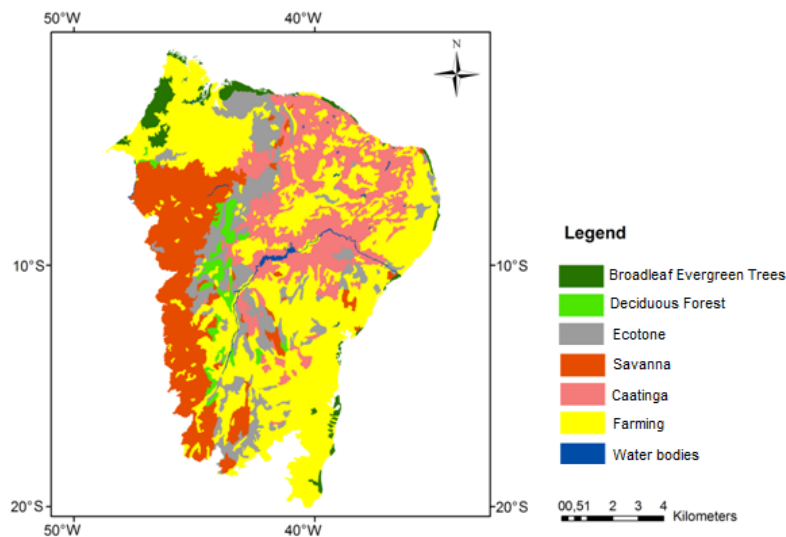 50°W 40°W
N
10°S 10°S
Legend
Broadleaf Evergreen Trees
Deciduous Forest
Ecotone
Savanna
Caatinga
Farming
Water bodies
20°S 20°S
00,51 2 3 4
Kilometers
50°W 40°W